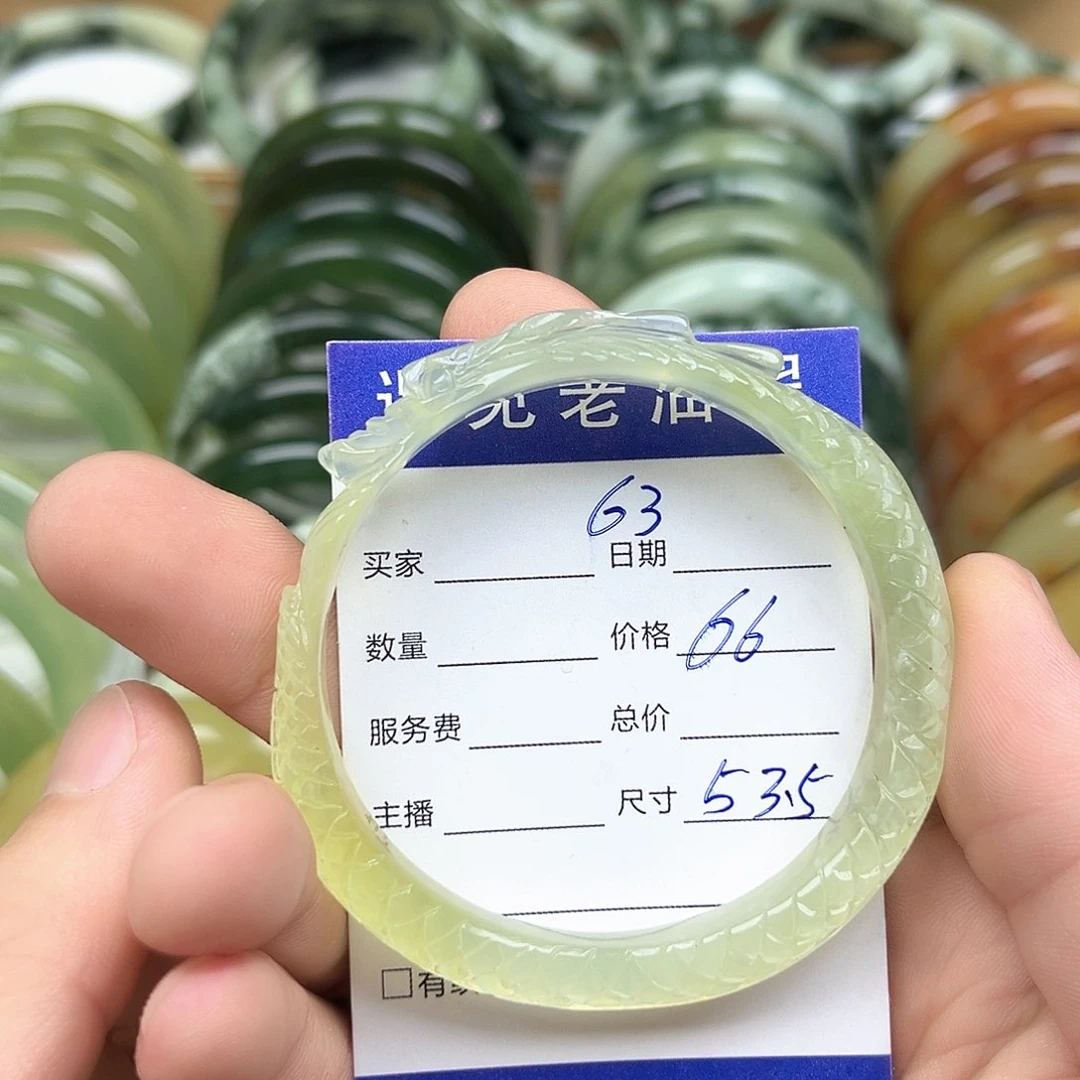 老油
63
买家 日期
数量 价格 66
服务费 总价
主播 尺寸 53.5
有